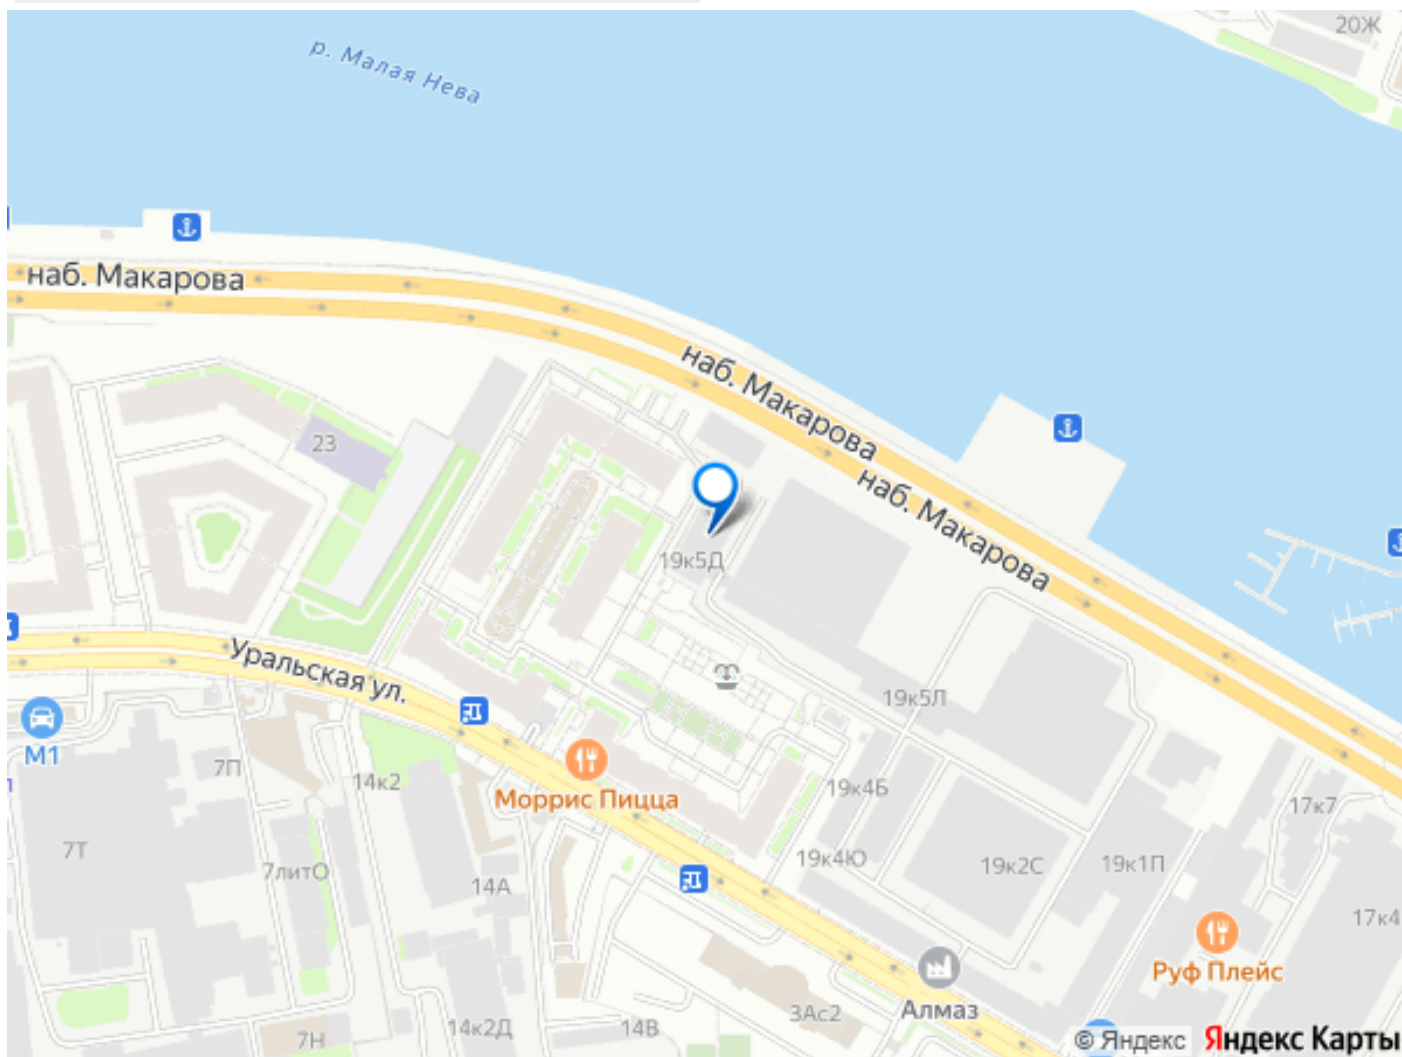 20Ж
р. Малая Нева
наб. Макарова
наб. Макарова
23
наб. Макарова
19к5Д
Уральская ул.
19к5Л
М1
7П
14к2
Моррис Пицца
19к4Б
17к7
7Т
7литО
14А
19к4Ю
19к2С
19к1П
17к4
Руф Плейс
Алмаз
3Ас2
14к2Д
14В
7Н
© Яндекс Яндекс Карты